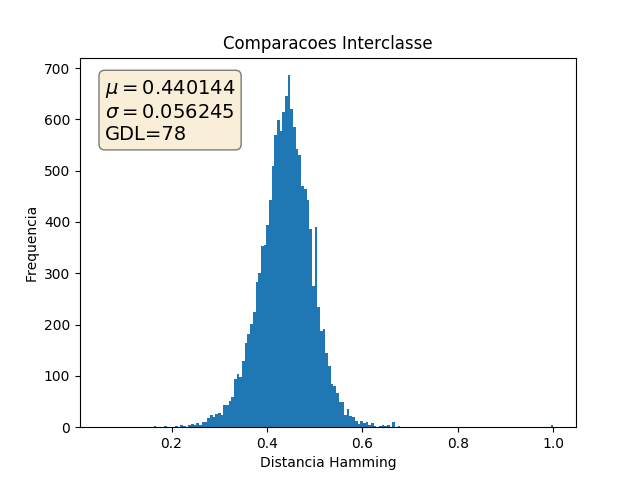 Comparacoes Interclasse
μ = 0.440144
σ = 0.056245
GDL=78
700
600
500
400
300
200
100
0
Frequencia
0.2 0.4 0.6 0.8 1.0
Distancia Hamming